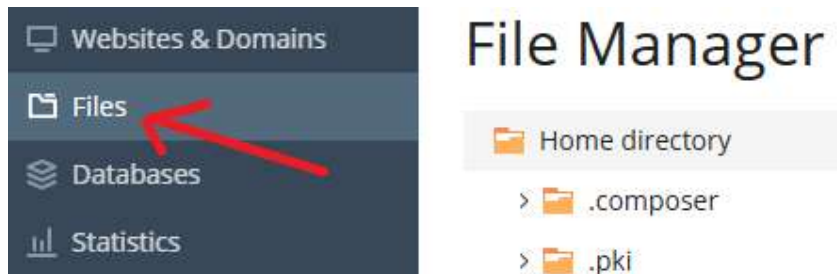 Websites & Domains
Files
Databases
Statistics
File Manager
Home directory
.composer
.pki